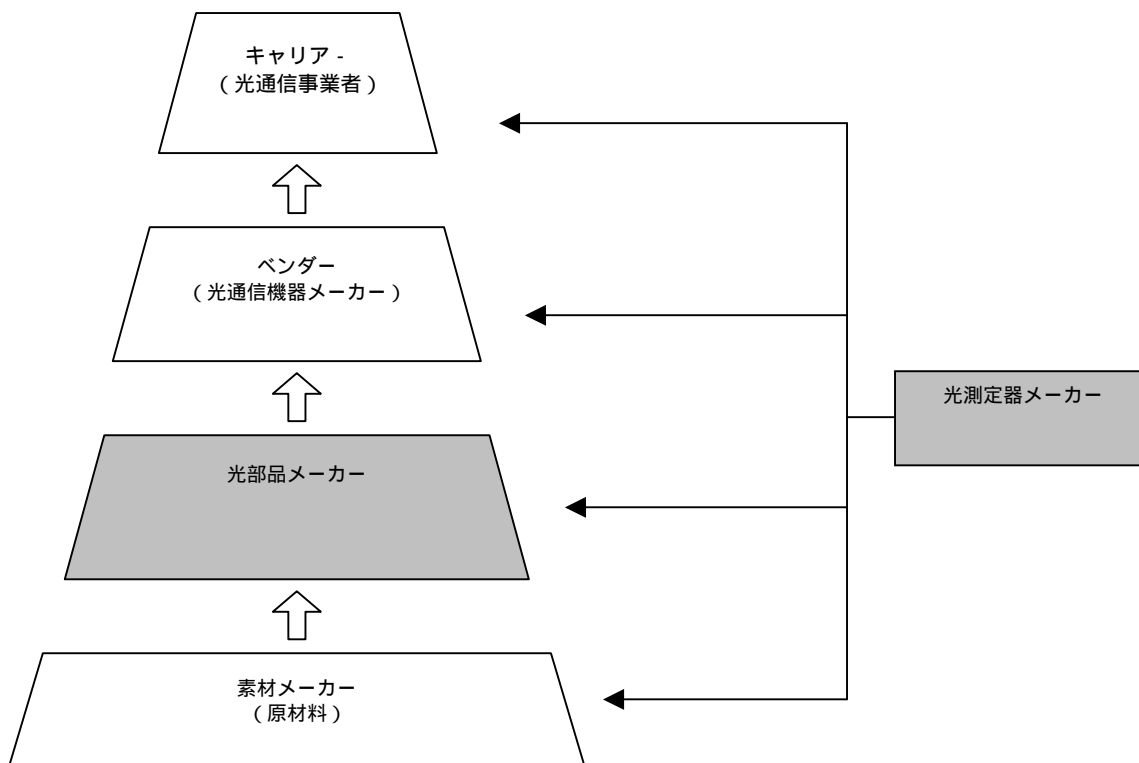 キャリア -
（光通信事業者）
ベンダー
（光通信機器メーカー）
光測定器メーカー
光部品メーカー
素材メーカー
（原材料）